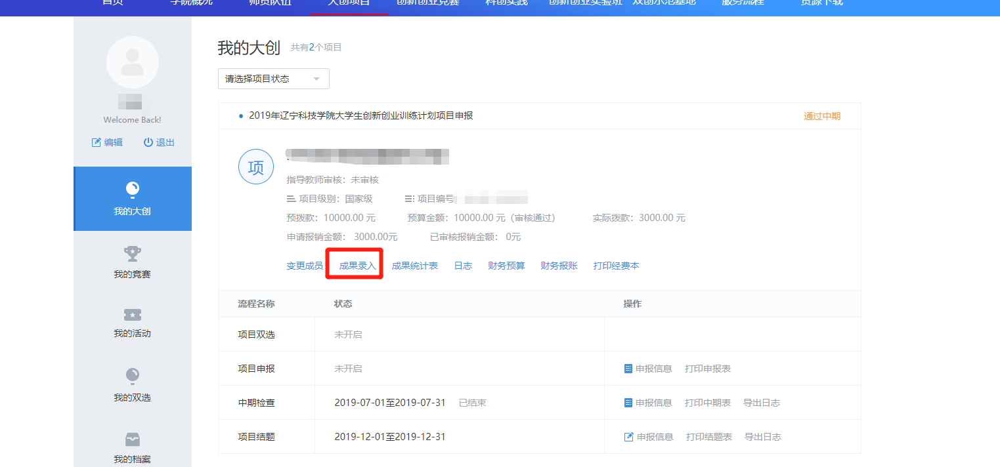 首页 学院概况 师资队伍 大创项目 创新创业竞赛 科创实践 创新创业实验班 双创示范基地 服务流程 资源下载
我的大创 共有2个项目
请选择项目状态
Welcome Back!
编辑 退出
我的大创
我的竞赛
我的活动
我的双选
我的档案
2019年辽宁科技学院大学生创新创业训练计划项目申报 通过中期
项
指导教师审核：未审核
项目级别：国家级 项目编号
预拨款：10000.00 元 预算金额：10000.00 元（审核通过） 实际拨款：3000.00 元
申请报销金额： 3000.00元 已审核报销金额： 0元
变更成员 成果录入 成果统计表 日志 财务预算 财务报账 打印经费本
流程名称 状态 操作
项目双选 未开启
项目申报 未开启 申报信息 打印申报表
中期检查 2019-07-01至2019-07-31 已结束 申报信息 打印中期表 导出日志
项目结题 2019-12-01至2019-12-31 申报信息 打印结题表 导出日志